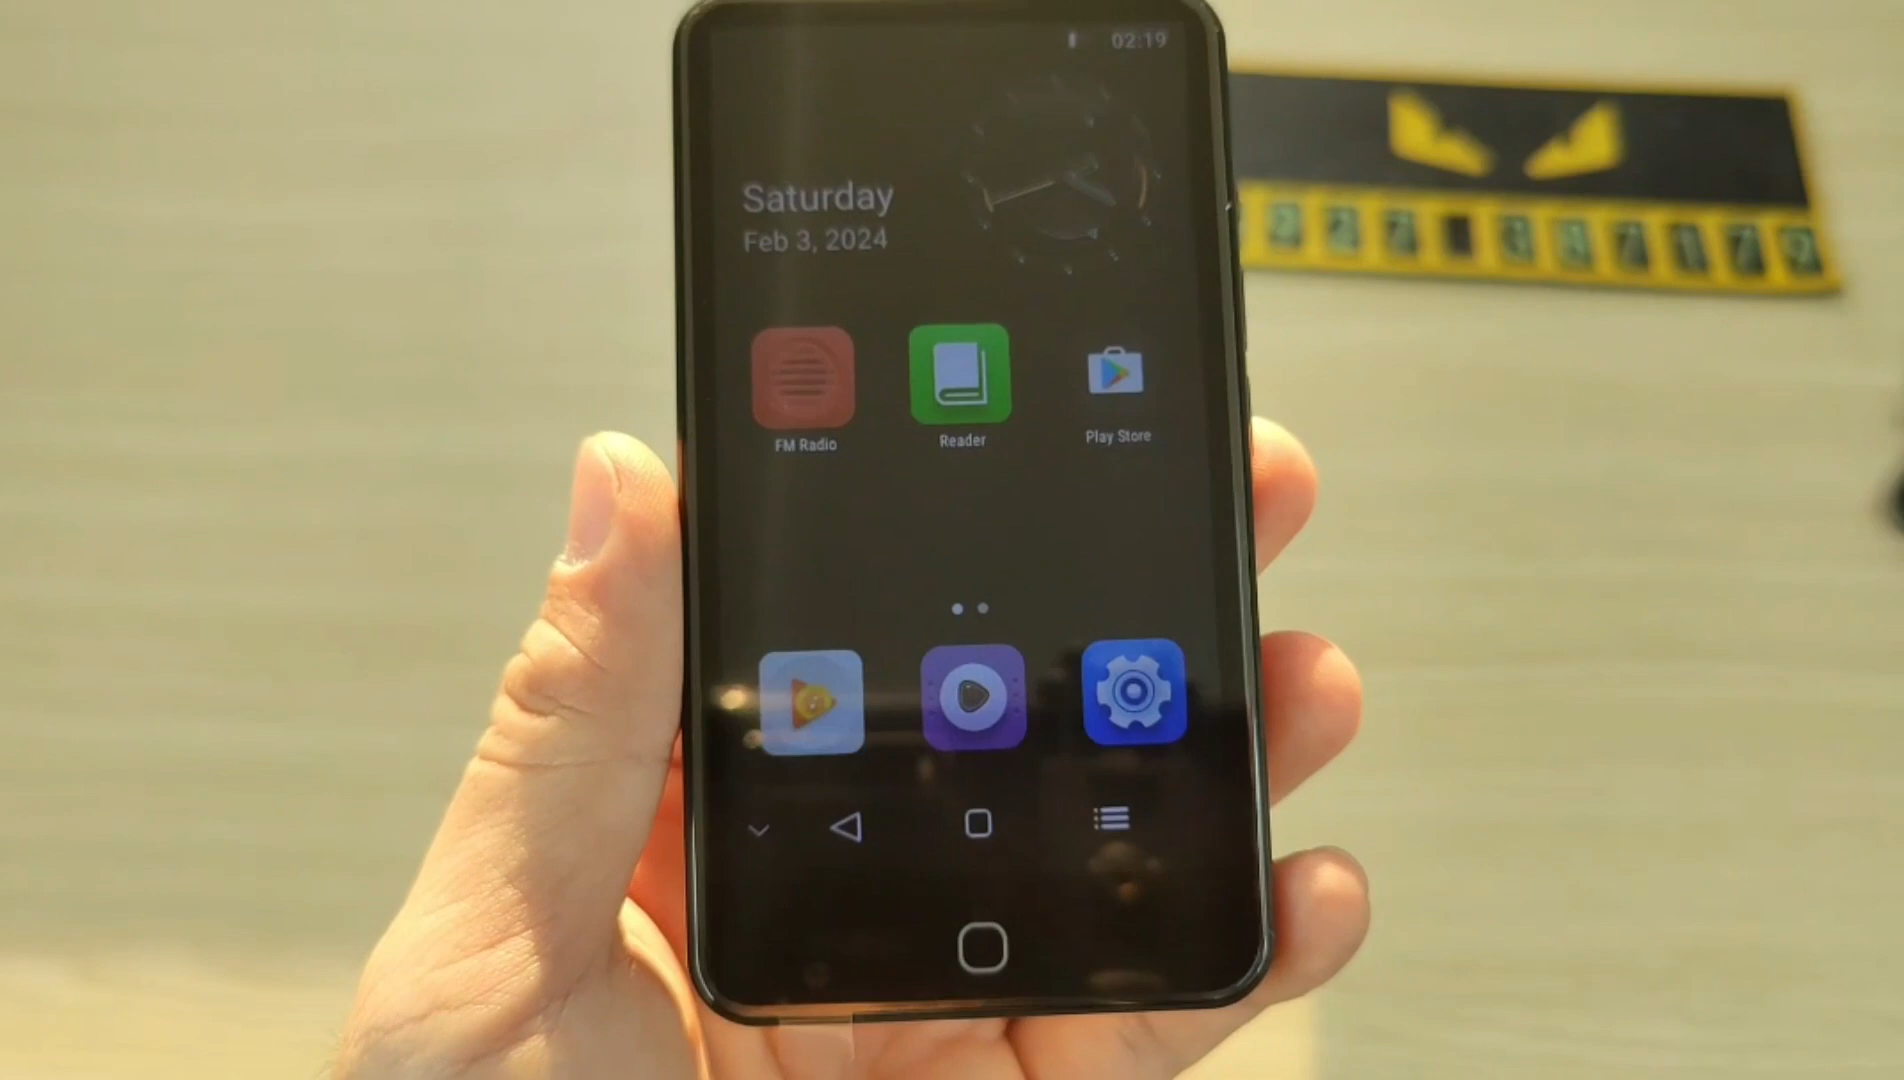 02:19
Saturday
Feb 3, 2024
FM Radio
Reader
Play Store